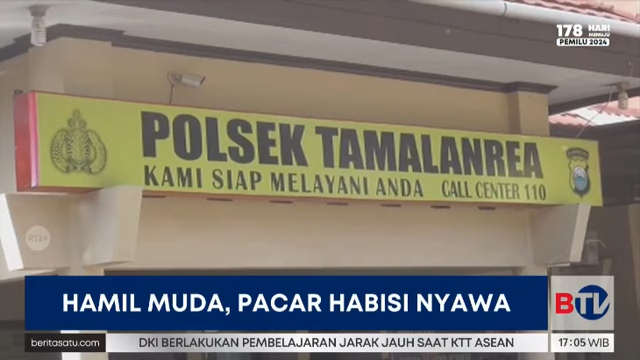 178 HARI
MENUJU
PEMILU 2024
POLSEK TAMALANREA
KAMI SIAP MELAYANI ANDA CALL CENTER 110
R13+
HAMIL MUDA, PACAR HABISI NYAWA
BTV
beritasatu.com
DKI BERLAKUKAN PEMBELAJARAN JARAK JAUH SAAT KTT ASEAN
17:05 WIB